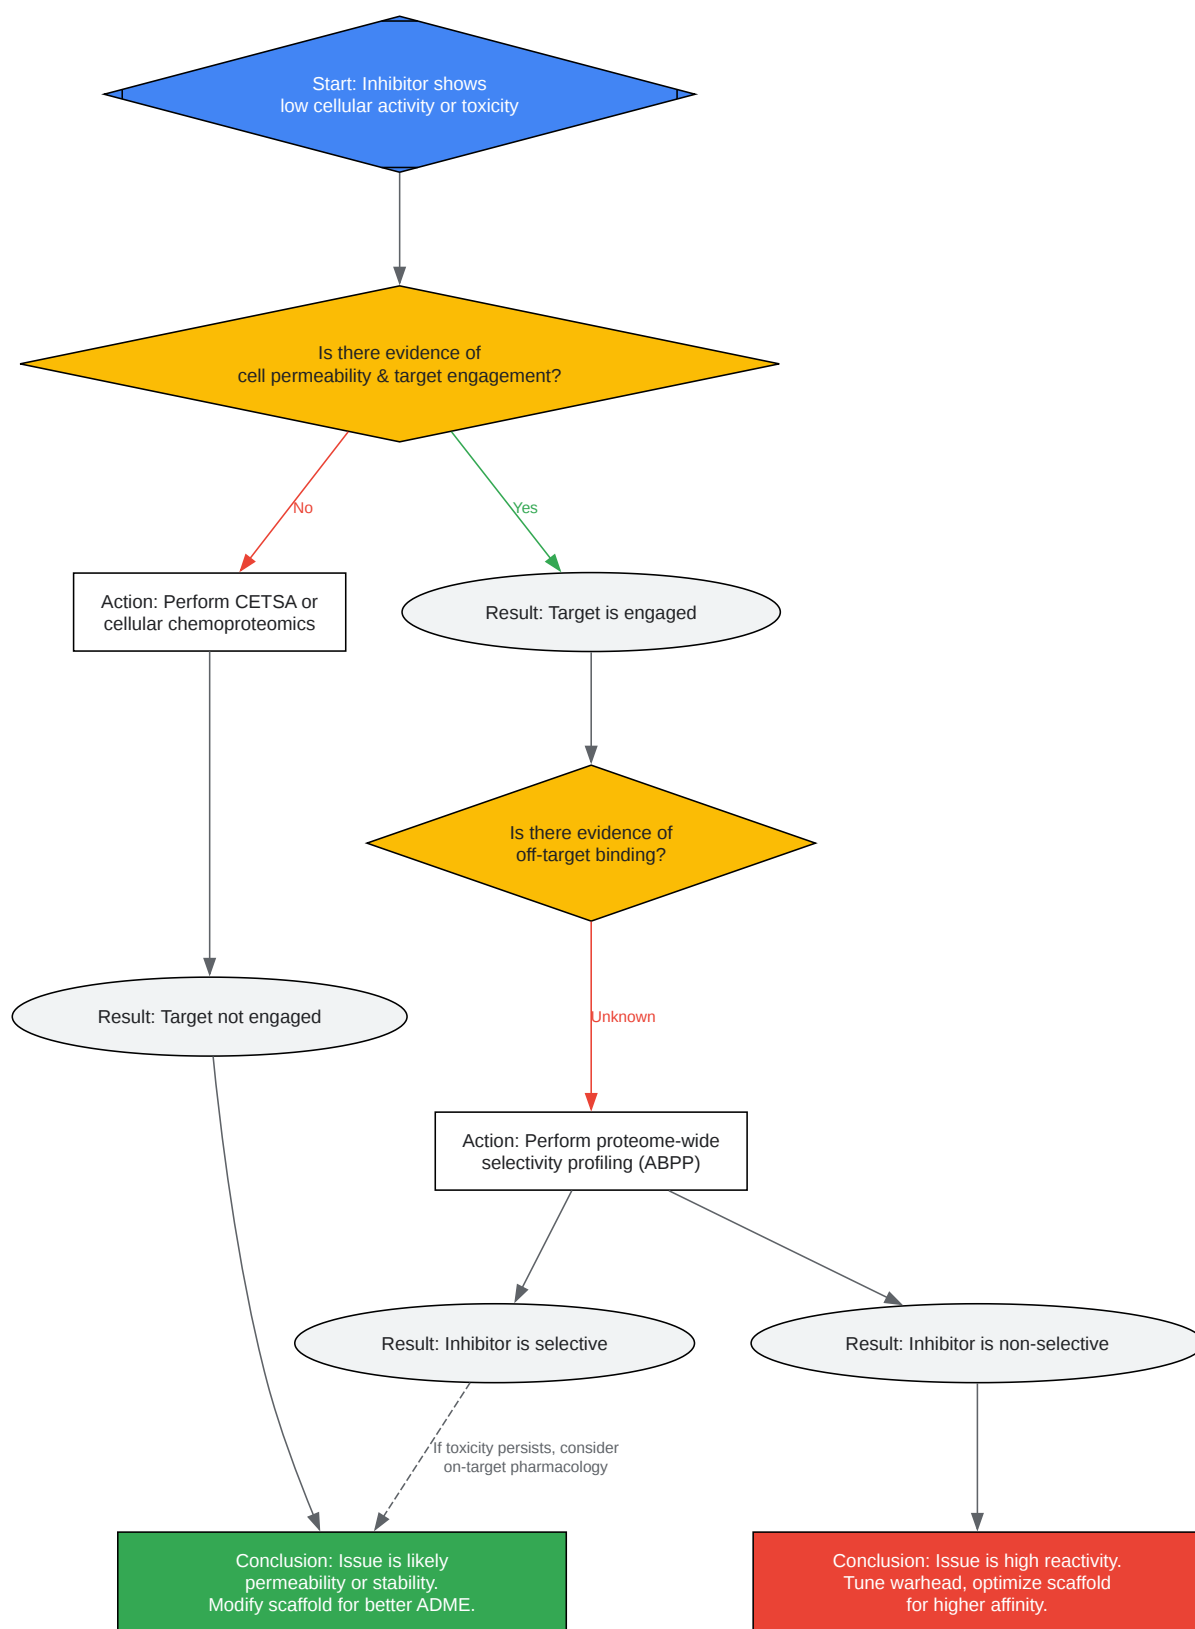 Start: Inhibitor shows
low cellular activity or toxicity
Is there evidence of
cell permeability & target engagement?
No
Yes
Action: Perform CETSA or
cellular chemoproteomics
Result: Target is engaged
Is there evidence of
off-target binding?
Result: Target not engaged
Unknown
Action: Perform proteome-wide
selectivity profiling (ABPP)
Result: Inhibitor is selective
Result: Inhibitor is non-selective
If toxicity persists, consider
on-target pharmacology
Conclusion: Issue is likely
permeability or stability.
Modify scaffold for better ADME.
Conclusion: Issue is high reactivity.
Tune warhead, optimize scaffold
for higher affinity.